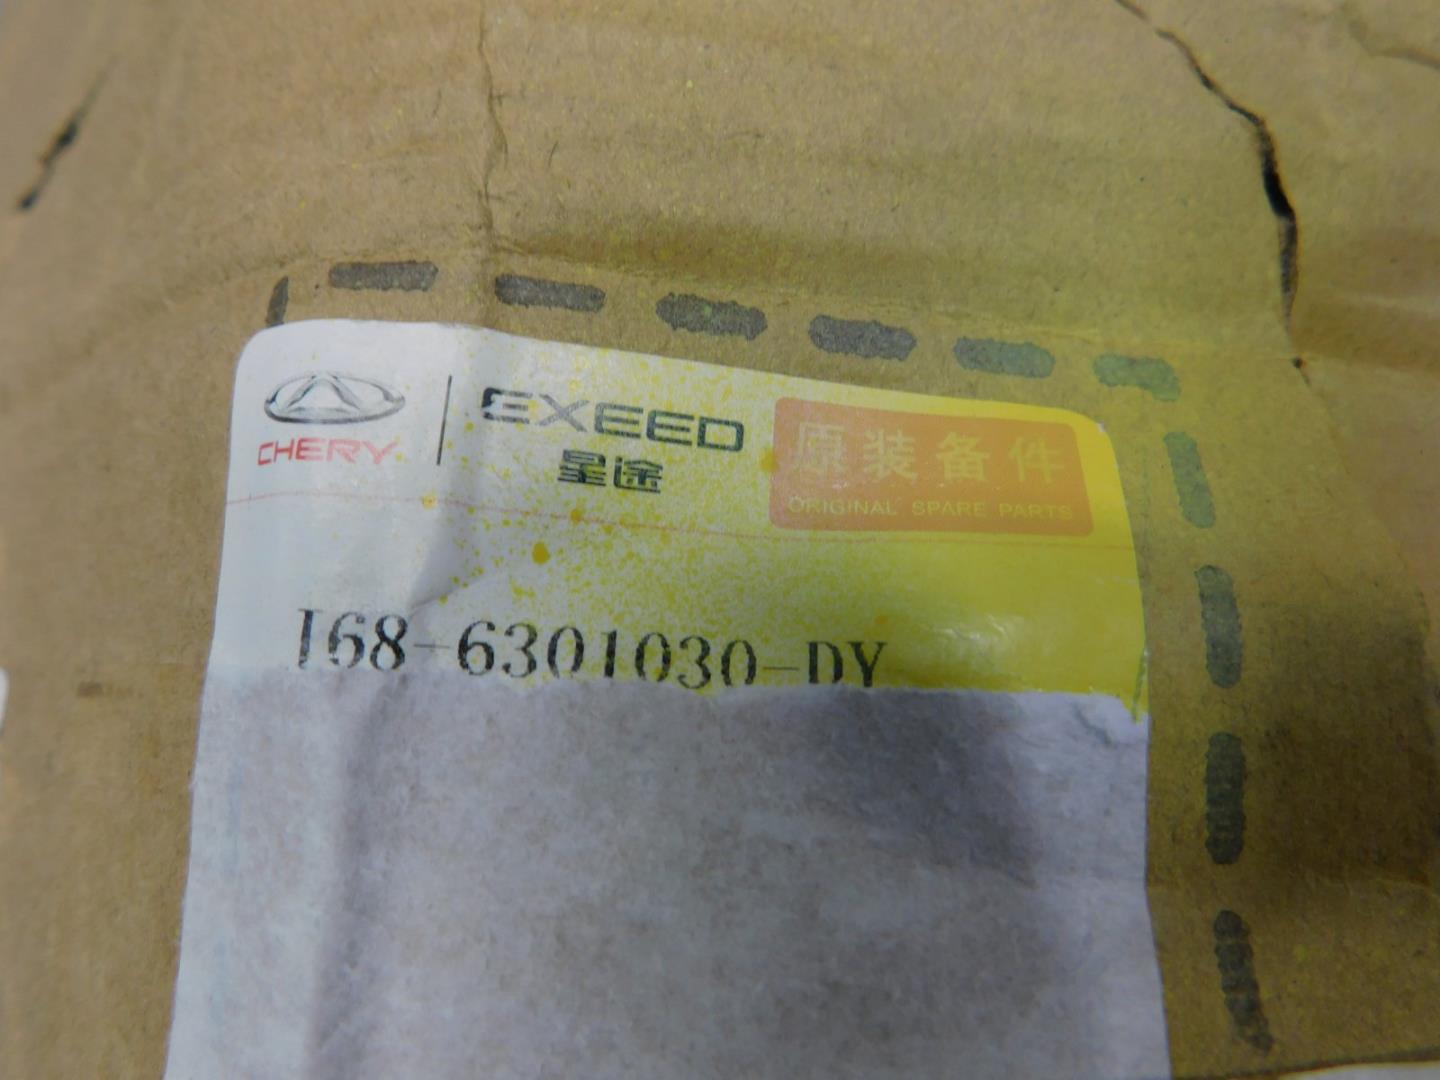 CHERY EXEED 原装备件
星途 ORIGINAL SPARE PARTS
T68-6301030-DY